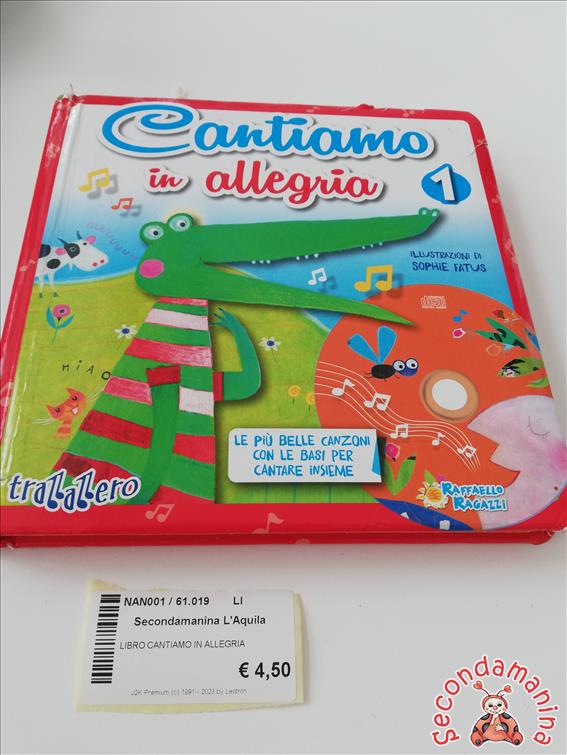 Cantiamo
in allegria
1
ILLUSTRAZIONI DI
SOPHIE FATUS
MIAO
LE PIÙ BELLE CANZONI
CON LE BASI PER
CANTARE INSIEME
traZZaZZero
RAFFAELLO
RAGAZZI
NAN001 / 61.019 LI
Secondamanina L'Aquila
LIBRO CANTIAMO IN ALLEGRIA
€ 4,50
J2K Premium (c) 1991 - 2023 by Lectron
Secondamanina